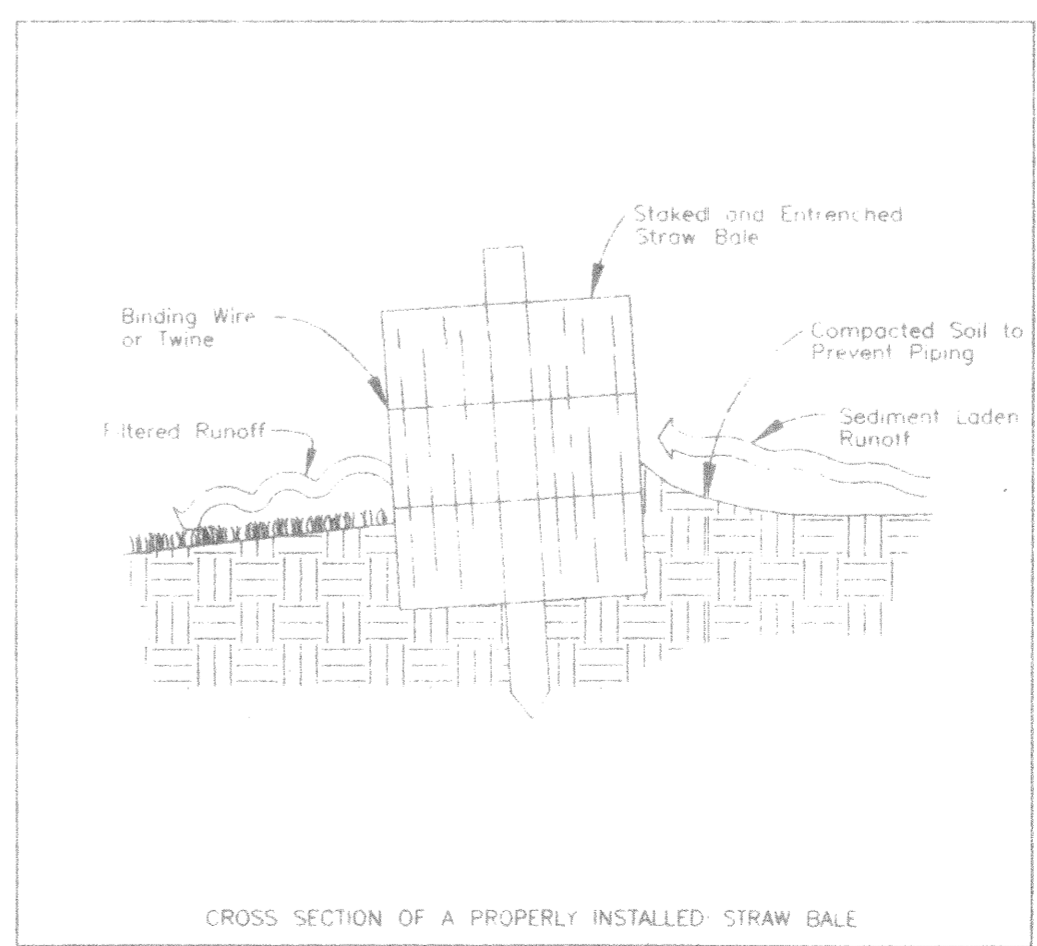 Staked and Entrenched
Straw Bale
Binding Wire
or Twine
Compacted Soil to
Prevent Piping
Filtered Runoff
Sediment Laden
Runoff
CROSS SECTION OF A PROPERLY INSTALLED STRAW BALE